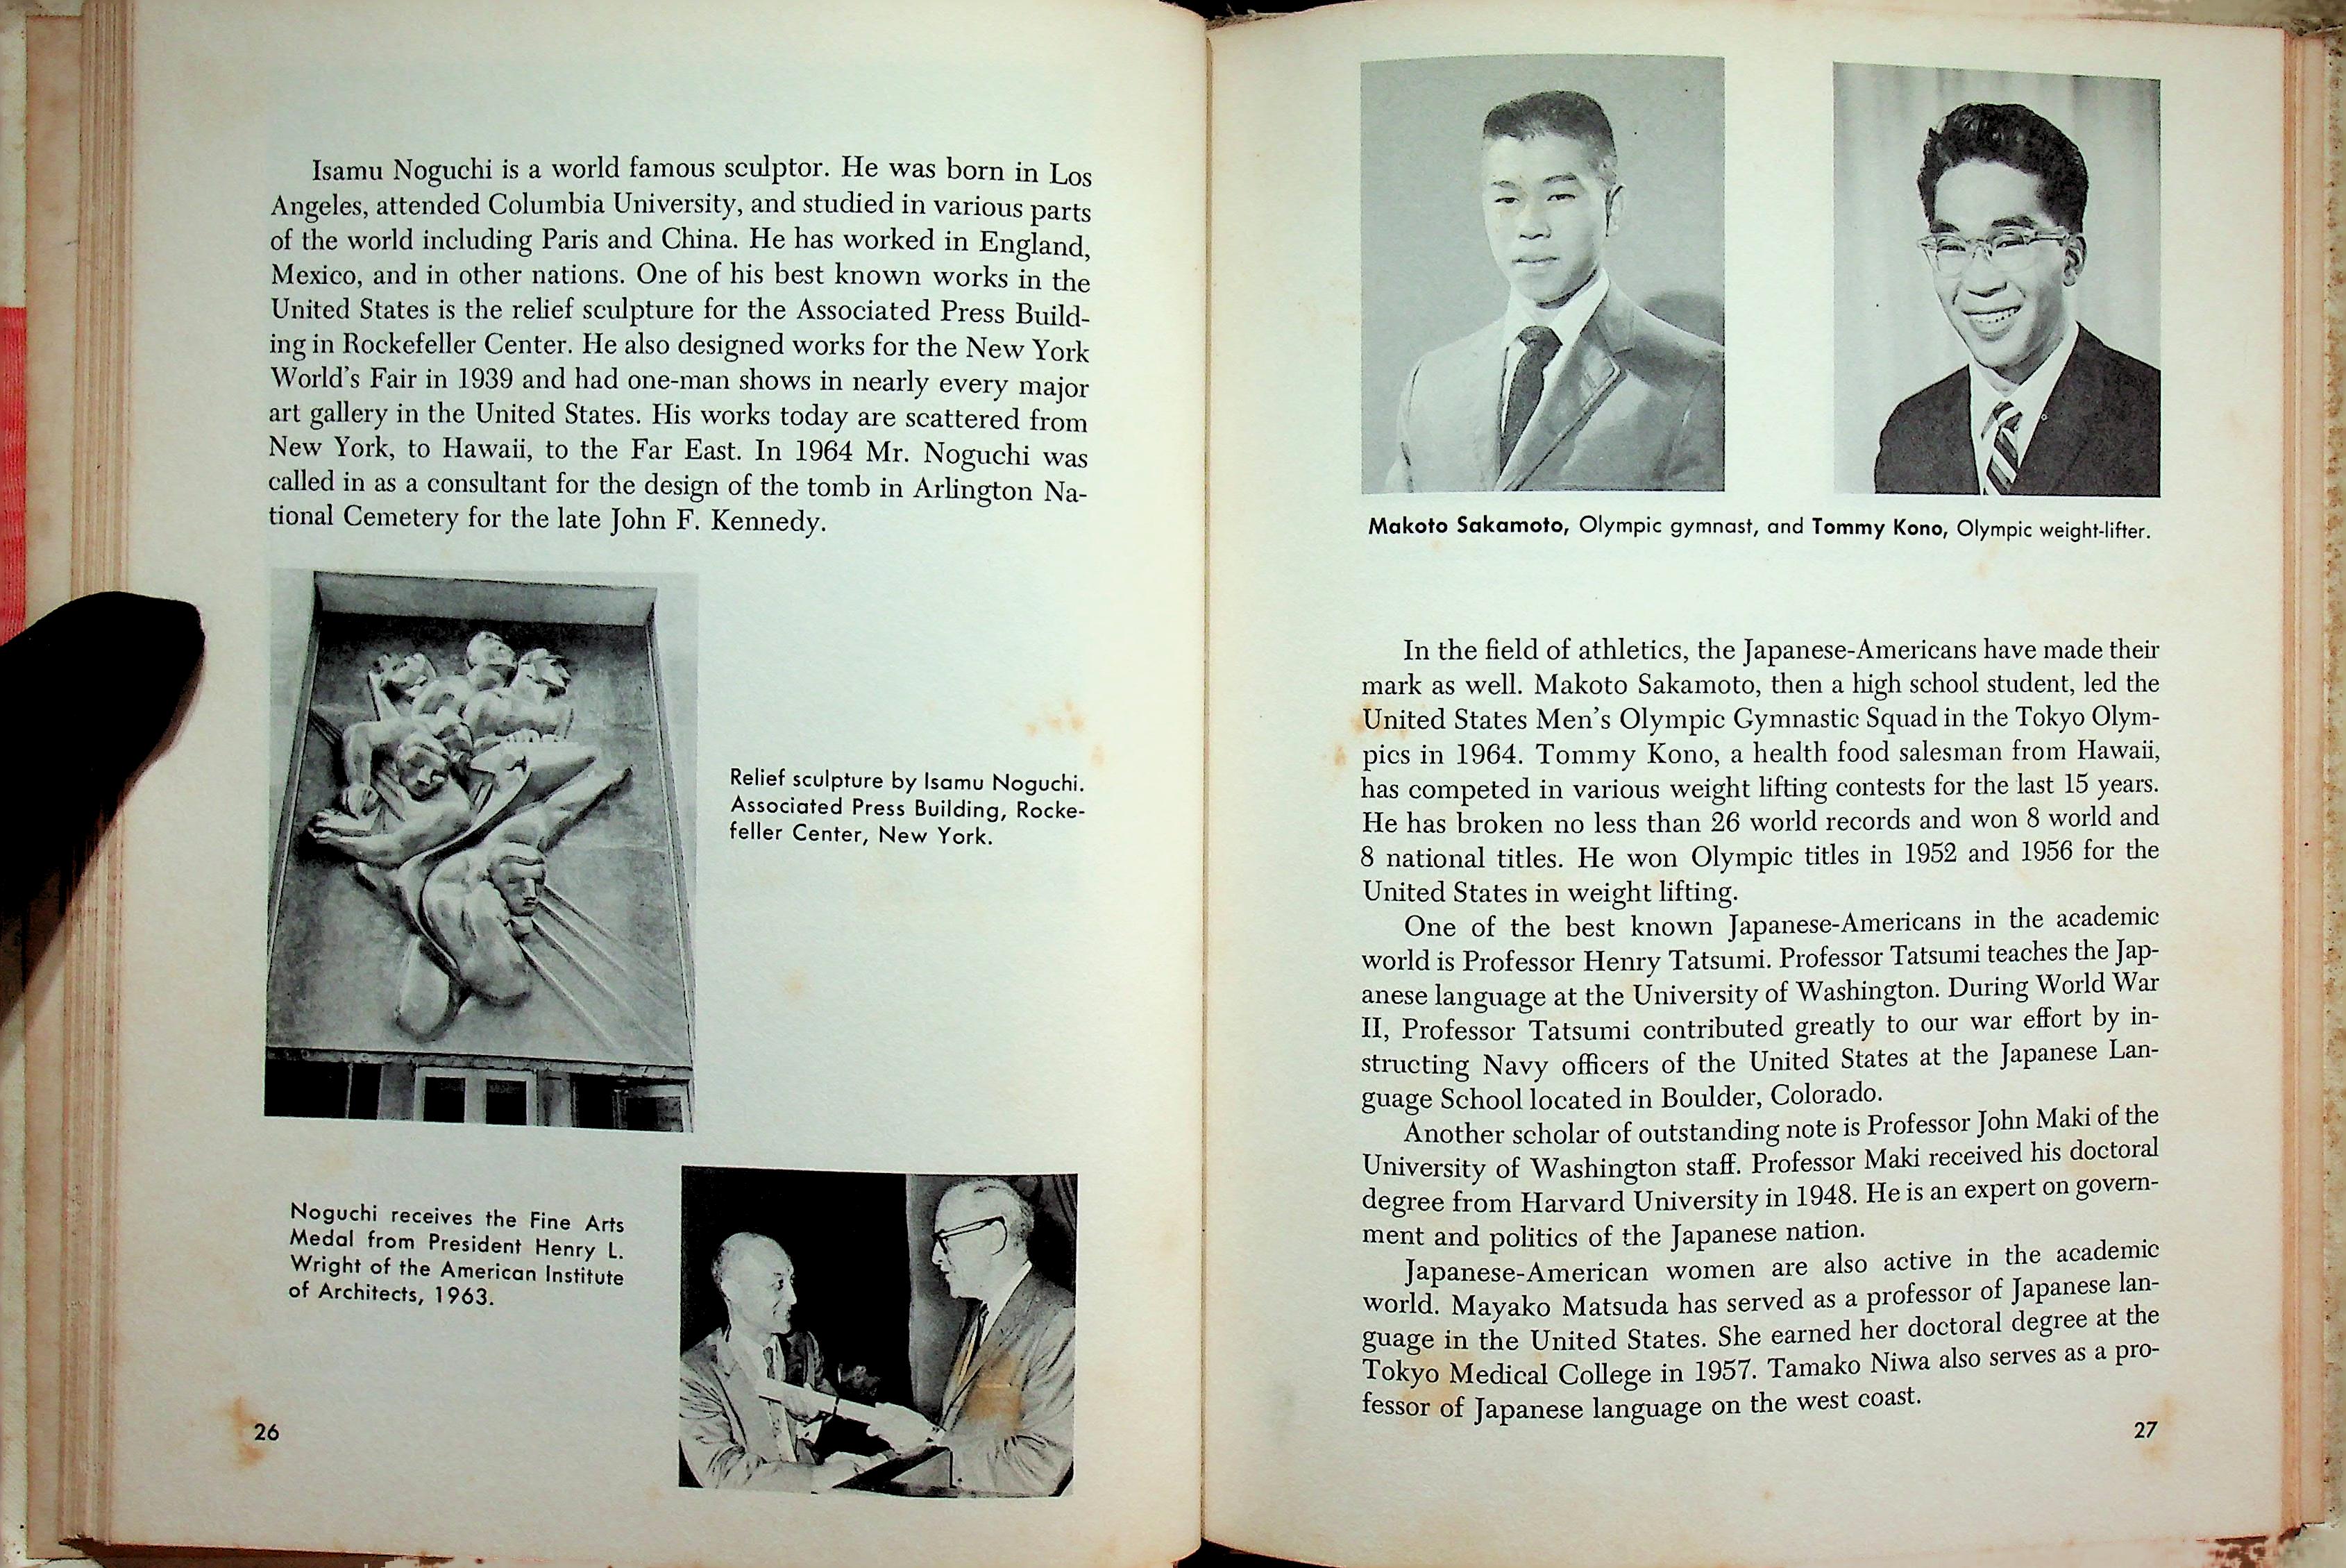 Isamu Noguchi is a world famous sculptor. He was born in Los
Angeles, attended Columbia University, and studied in various parts
of the world including Paris and China. He has worked in England,
Mexico, and in other nations. One of his best known works in the
United States is the relief sculpture for the Associated Press Build-
ing in Rockefeller Center. He also designed works for the New York
World's Fair in 1939 and had one-man shows in nearly every major
art gallery in the United States. His works today are scattered from
New York, to Hawaii, to the Far East. In 1964 Mr. Noguchi was
called in as a consultant for the design of the tomb in Arlington Na-
tional Cemetery for the late John F. Kennedy.
Relief sculpture by Isamu Noguchi.
Associated Press Building, Rocke-
feller Center, New York.
Noguchi receives the Fine Arts
Medal from President Henry L.
Wright of the American Institute
of Architects, 1963.
26
Makoto Sakamoto, Olympic gymnast, and Tommy Kono, Olympic weight-lifter.
In the field of athletics, the Japanese-Americans have made their
mark as well. Makoto Sakamoto, then a high school student, led the
United States Men's Olympic Gymnastic Squad in the Tokyo Olym-
pics in 1964. Tommy Kono, a health food salesman from Hawaii,
has competed in various weight lifting contests for the last 15 years.
He has broken no less than 26 world records and won 8 world and
8 national titles. He won Olympic titles in 1952 and 1956 for the
United States in weight lifting.
One of the best known Japanese-Americans in the academic
world is Professor Henry Tatsumi. Professor Tatsumi teaches the Jap-
anese language at the University of Washington. During World War
II, Professor Tatsumi contributed greatly to our war effort by in-
structing Navy officers of the United States at the Japanese Lan-
guage School located in Boulder, Colorado.
Another scholar of outstanding note is Professor John Maki of the
University of Washington staff. Professor Maki received his doctoral
degree from Harvard University in 1948. He is an expert on govern-
ment and politics of the Japanese nation.
Japanese-American women are also active in the academic
world. Mayako Matsuda has served as a professor of Japanese lan-
guage in the United States. She earned her doctoral degree at the
Tokyo Medical College in 1957. Tamako Niwa also serves as a pro-
fessor of Japanese language on the west coast.
27